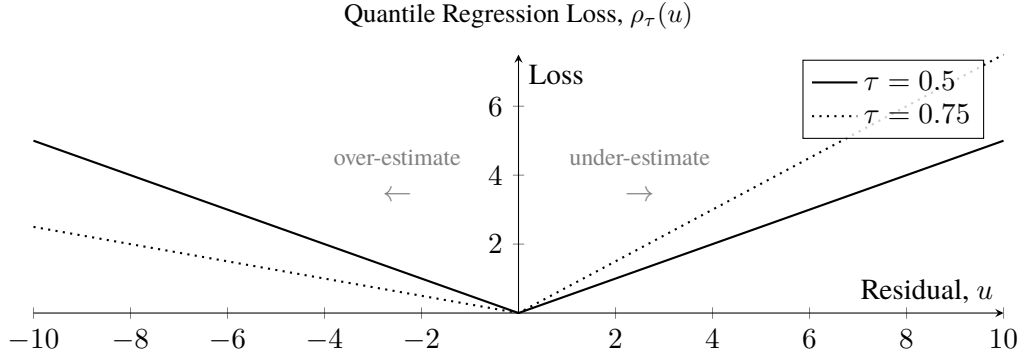 Quantile Regression Loss, ρτ(u)
Loss
τ = 0.5
τ = 0.75
6
4
2
over-estimate
←
under-estimate
→
Residual, u
−10 −8 −6 −4 −2 2 4 6 8 10